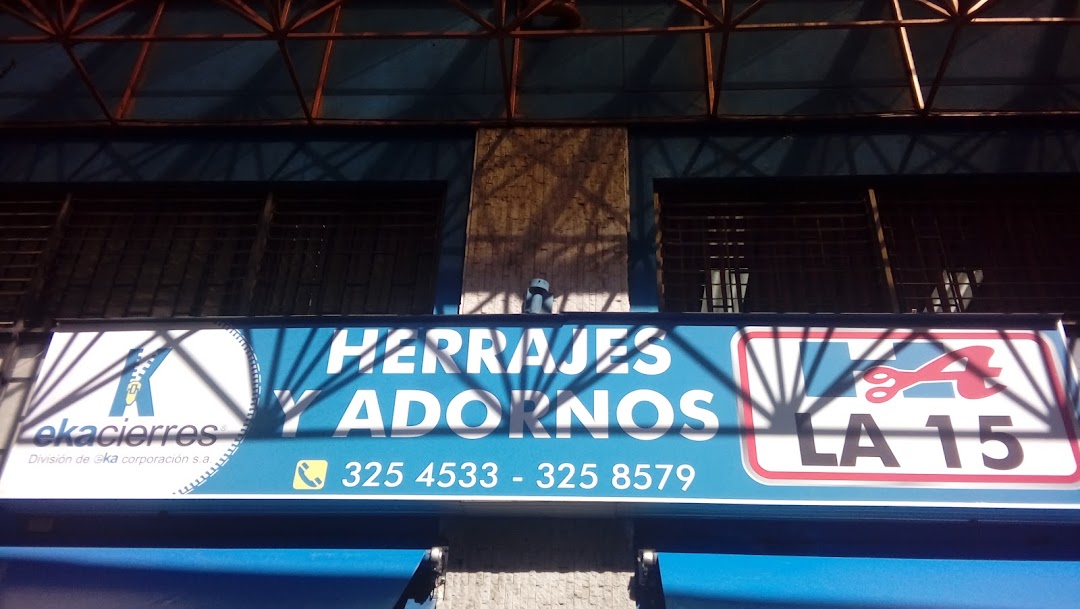 ekacierres
División de eka corporación s.a
HERRAJES
Y ADORNOS
325 4533 - 325 8579
LA 15